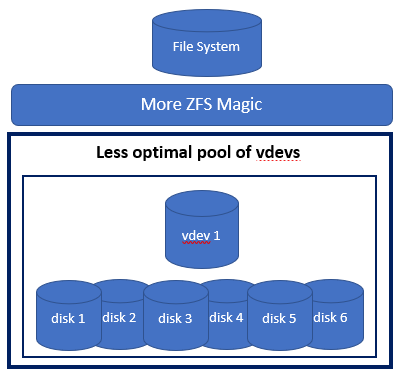 File System
More ZFS Magic
Less optimal pool of vdevs
vdev 1
disk 1 disk 2 disk 3 disk 4 disk 5 disk 6